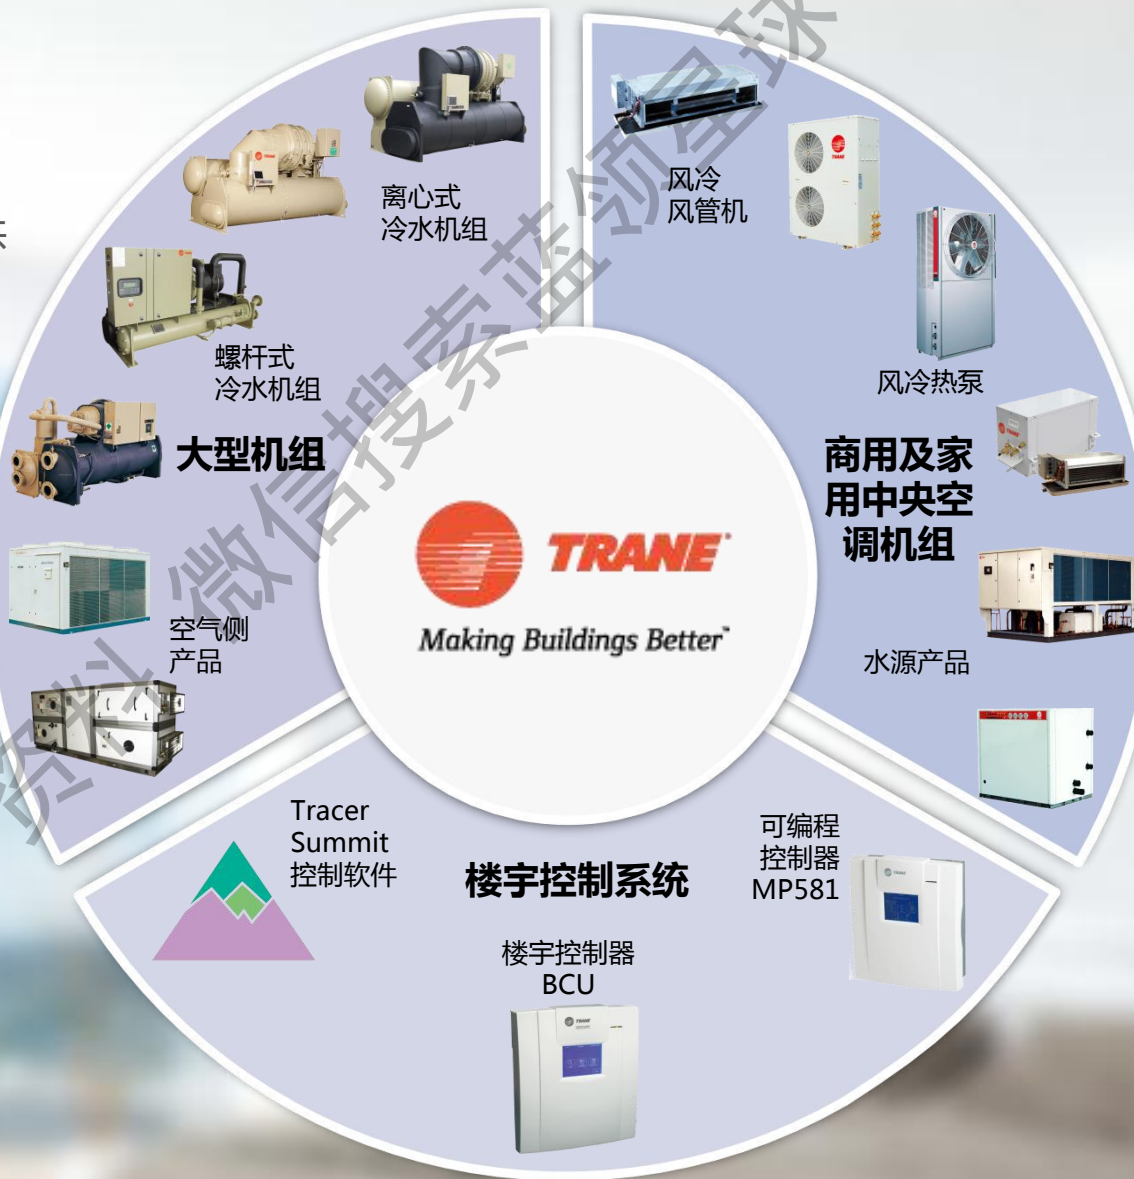 离心式
冷水机组
螺杆式
冷水机组
大型机组
空气侧
产品
风冷
风管机
风冷热泵
商用及家
用中央空
调机组
水源产品
TRANE
Making Buildings Better™
Tracer
Summit
控制软件
楼宇控制系统
可编程
控制器
MP581
楼宇控制器
BCU
TRANE
TRANE
资料 微信搜索蓝领星球